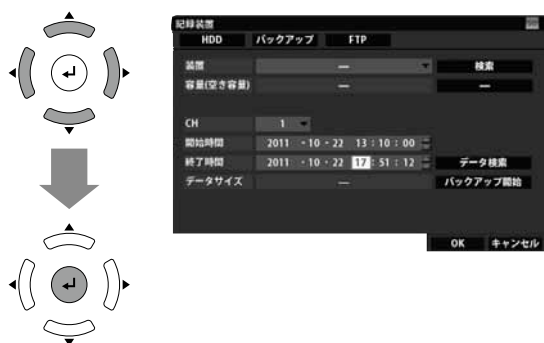 記録装置
HDD バックアップ FTP
装置 — 検索
容量(空き容量) — —
CH 1
開始時間 2011 - 10 - 22 13 : 10 : 00
終了時間 2011 - 10 - 22 17 : 51 : 12 データ検索
データサイズ — バックアップ開始
OK キャンセル